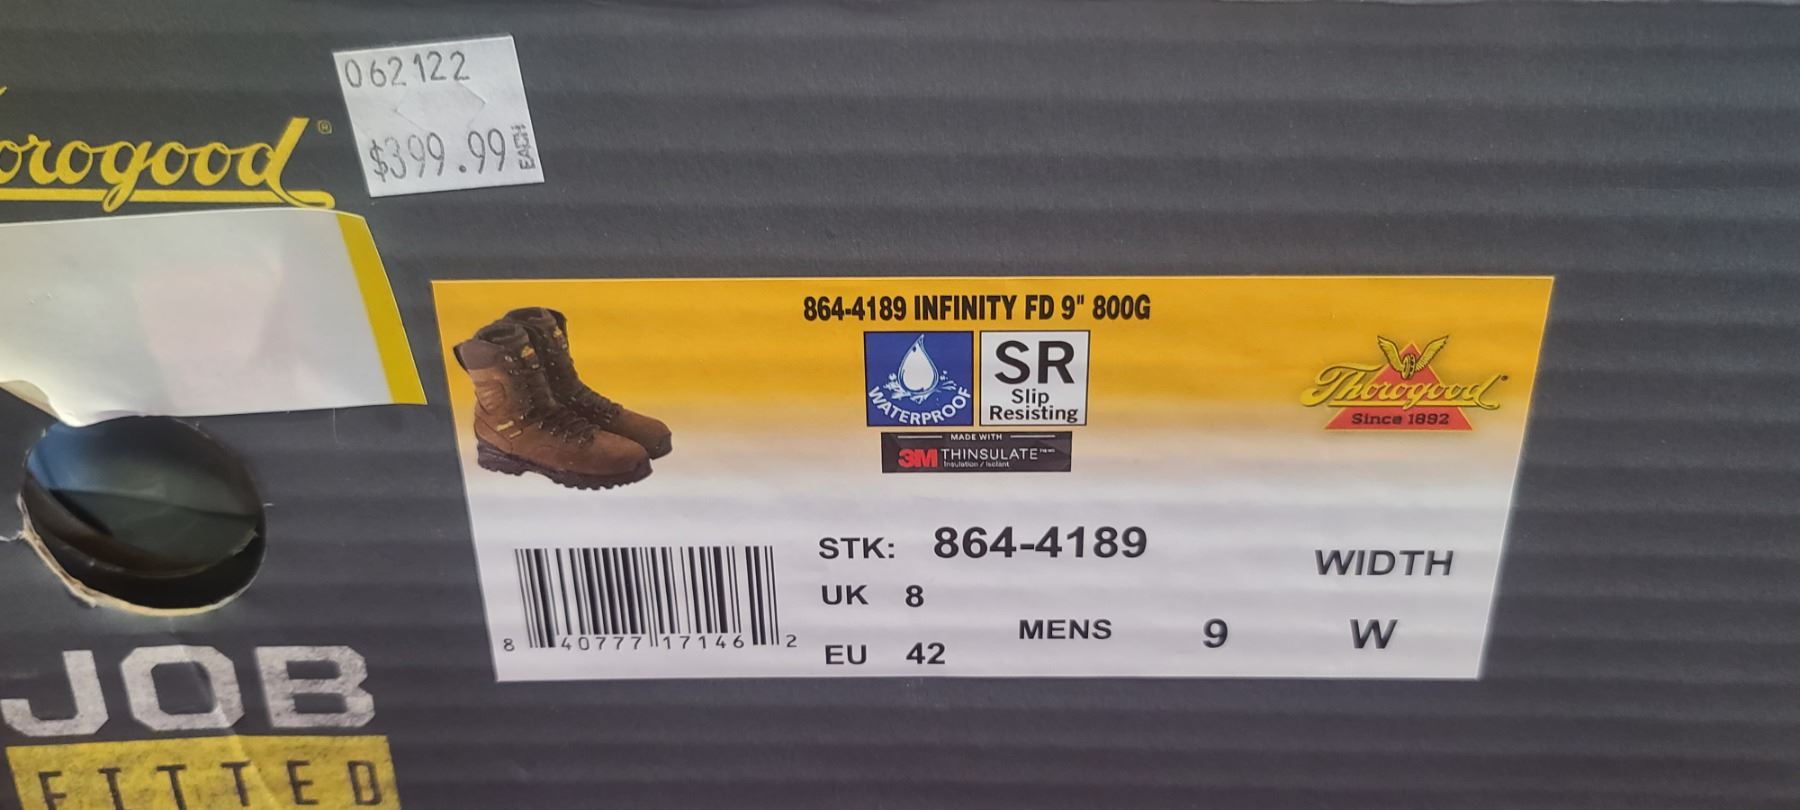 062122
$399.99 EACH
orogood®
864-4189 INFINITY FD 9" 800G
WATERPROOF
SR
Slip
Resisting
MADE WITH
3M THINSULATE
Insulation / Isolant
Thorogood
Since 1892
STK: 864-4189
WIDTH
UK 8
MENS 9 W
EU 42
8 40777 17146 2
JOB
FITTED